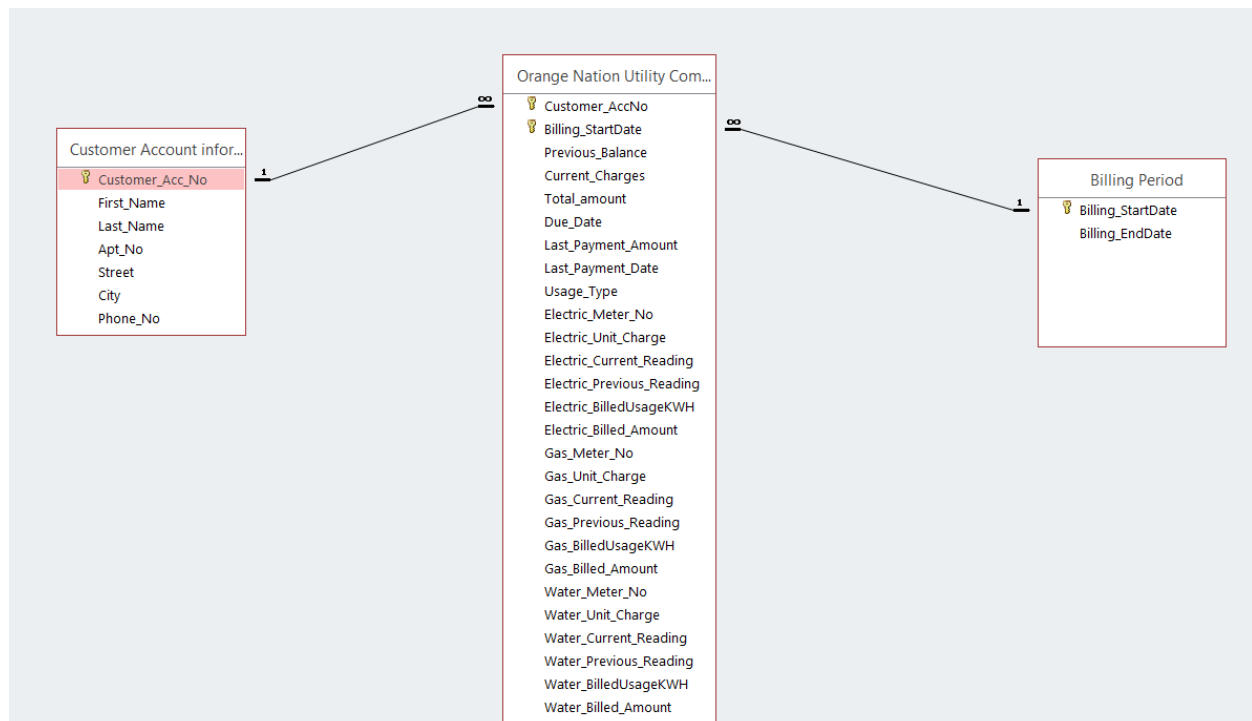 Customer Account infor...
Customer_Acc_No
First_Name
Last_Name
Apt_No
Street
City
Phone_No
1
∞
Orange Nation Utility Com...
Customer_AccNo
Billing_StartDate
Previous_Balance
Current_Charges
Total_amount
Due_Date
Last_Payment_Amount
Last_Payment_Date
Usage_Type
Electric_Meter_No
Electric_Unit_Charge
Electric_Current_Reading
Electric_Previous_Reading
Electric_BilledUsageKWH
Electric_Billed_Amount
Gas_Meter_No
Gas_Unit_Charge
Gas_Current_Reading
Gas_Previous_Reading
Gas_BilledUsageKWH
Gas_Billed_Amount
Water_Meter_No
Water_Unit_Charge
Water_Current_Reading
Water_Previous_Reading
Water_BilledUsageKWH
Water_Billed_Amount
∞
1
Billing Period
Billing_StartDate
Billing_EndDate